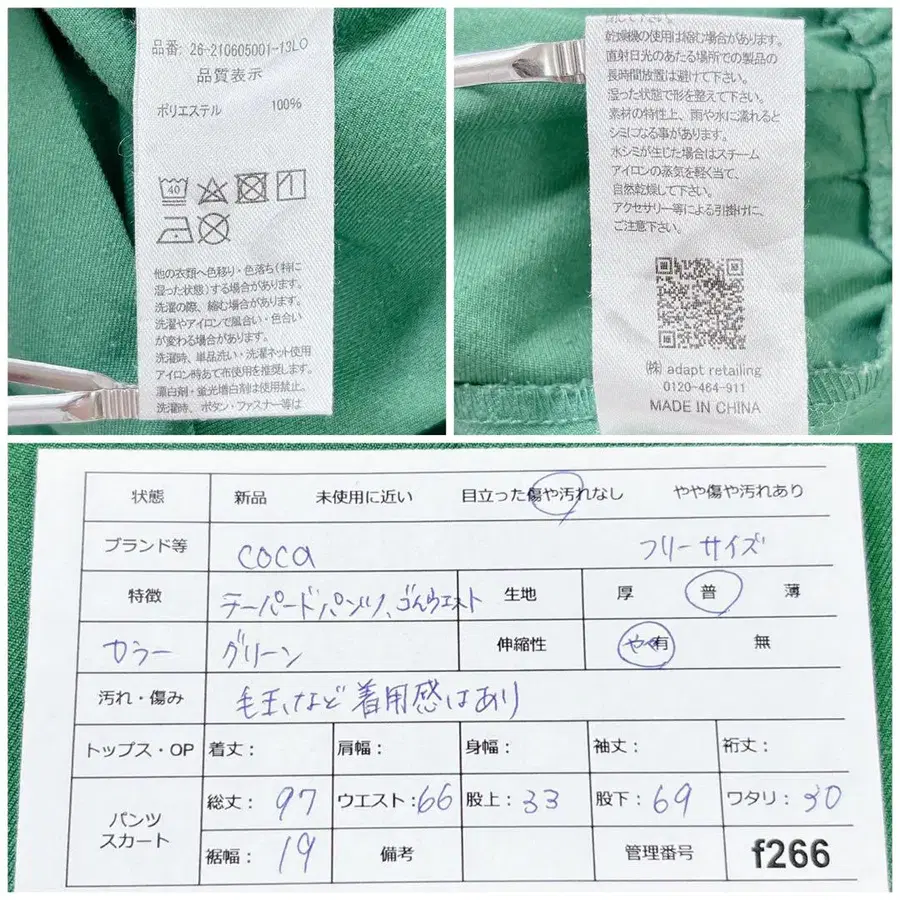 品番: 26-210605001-13LO
品質表示
ポリエステル 100%
40
他の衣類へ色移り・色落ち(特に
湿った状態)する場合があります。
洗濯の際、縮む場合があります。
洗濯やアイロンで風合い・色合い
が変わる場合があります。
洗濯時、単品洗い・洗濯ネット使用
アイロン時あて布使用を推奨します。
漂白剤・蛍光増白剤は使用禁止。
洗濯時、ボタン・ファスナー等は
閉じて下さい。
乾燥機の使用は縮む場合があります。
直射日光のあたる場所での製品の
長時間放置は避けて下さい。
湿った状態で形を整えて下さい。
素材の特性上、雨や水に濡れると
シミになる事があります。
水シミが生じた場合はスチーム
アイロンの蒸気を軽く当て、
自然乾燥して下さい。
アクセサリー等による引掛けに、
ご注意下さい。
㈱ adapt retailing
0120-464-911
MADE IN CHINA
状態 新品 未使用に近い 目立った傷や汚れなし やや傷や汚れあり
ブランド等 coca フリーサイズ
特徴 テーパードパンツ、ゴムウエスト 生地 厚 普 薄
カラー グリーン 伸縮性 やや有 無
汚れ・傷み 毛玉など着用感はあり
トップス・OP 着丈: 肩幅: 身幅: 袖丈: 裄丈:
パンツ スカート 総丈: 97 ウエスト: 66 股上: 33 股下: 69 ワタリ: 30
裾幅: 19 備考 管理番号 f266